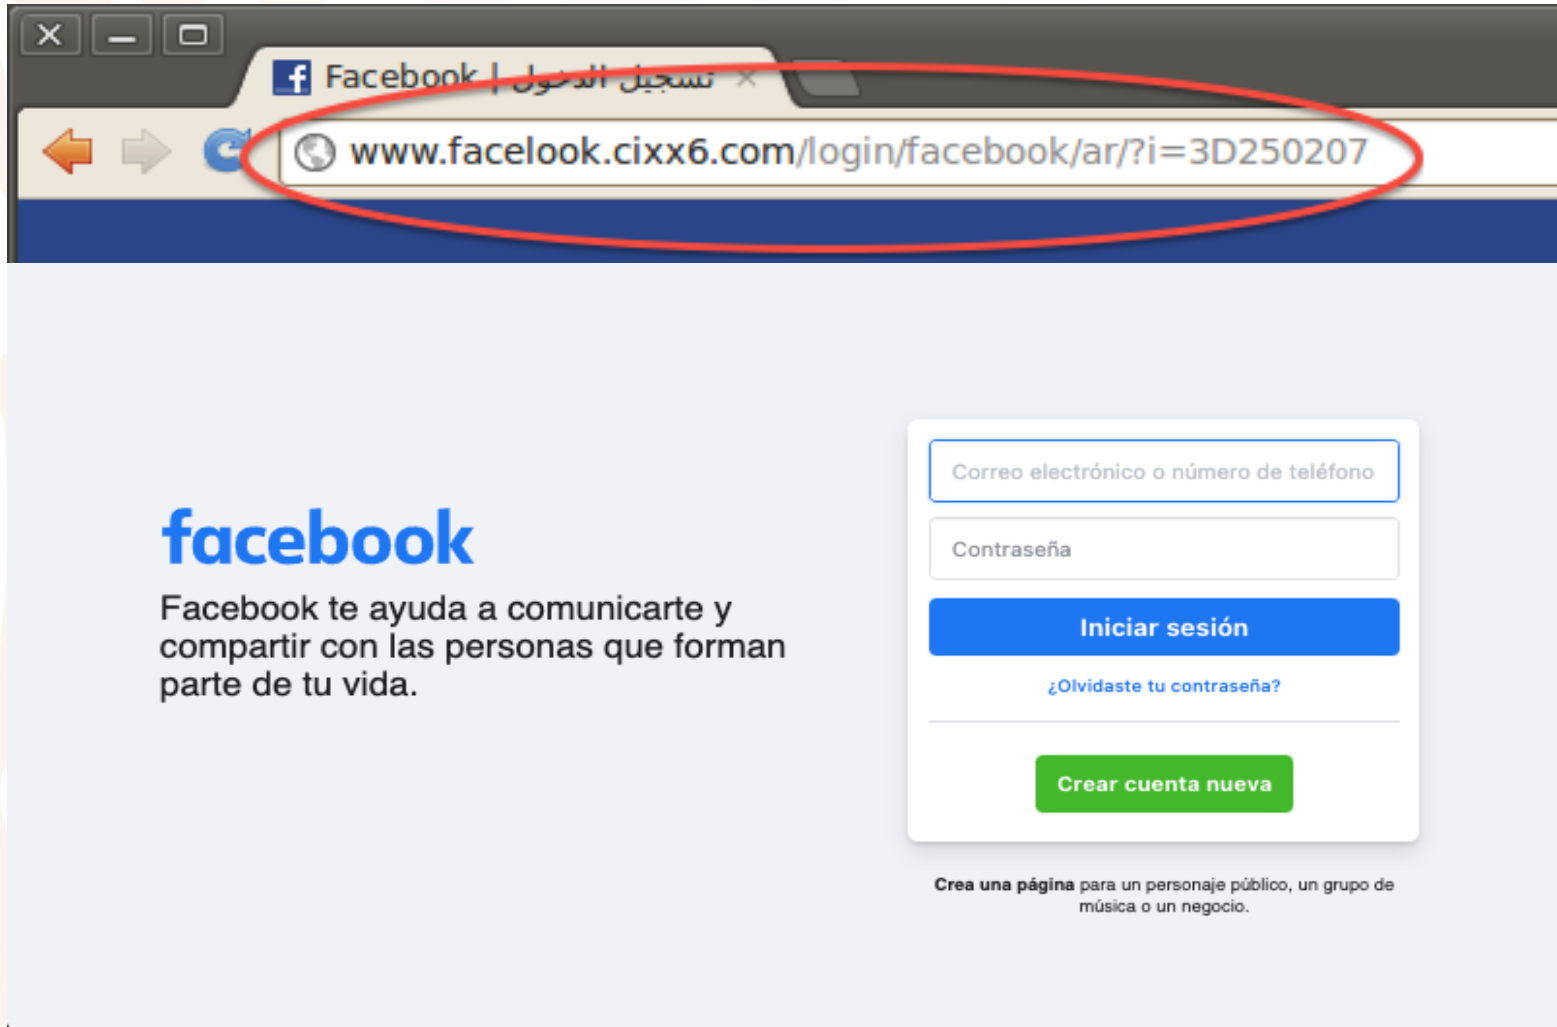 Facebook | تسجيل الدخول
www.facelook.cixx6.com/login/facebook/ar/?i=3D250207
facebook
Facebook te ayuda a comunicarte y
compartir con las personas que forman
parte de tu vida.
Correo electrónico o número de teléfono
Contraseña
Iniciar sesión
¿Olvidaste tu contraseña?
Crear cuenta nueva
Crea una página para un personaje público, un grupo de
música o un negocio.